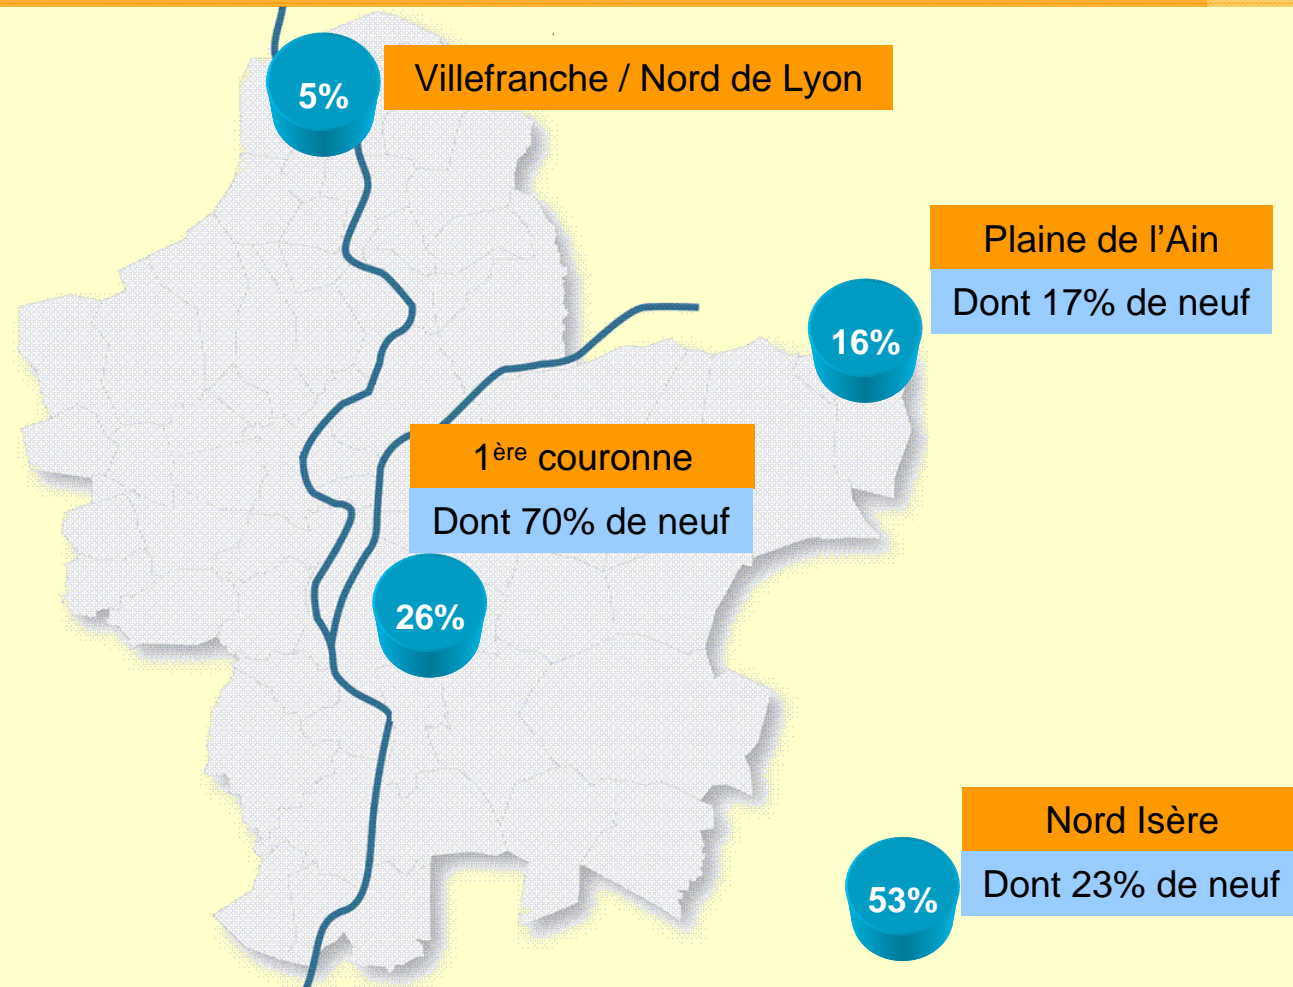 5%
Villefranche / Nord de Lyon
Plaine de l’Ain
Dont 17% de neuf
16%
1ère couronne
Dont 70% de neuf
26%
Nord Isère
Dont 23% de neuf
53%